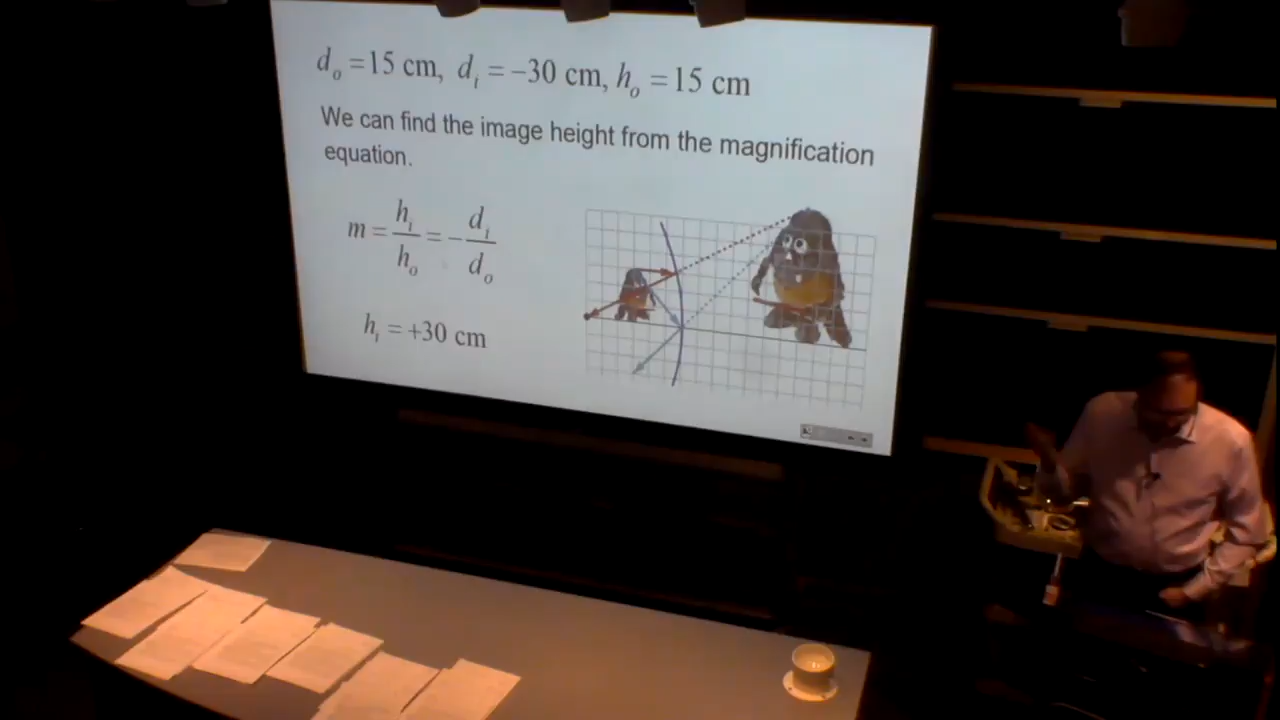 d_o = 15 cm, d_i = −30 cm, h_o = 15 cm
We can find the image height from the magnification
equation.
m = h_i/h_o = − d_i/d_o
h_i = +30 cm